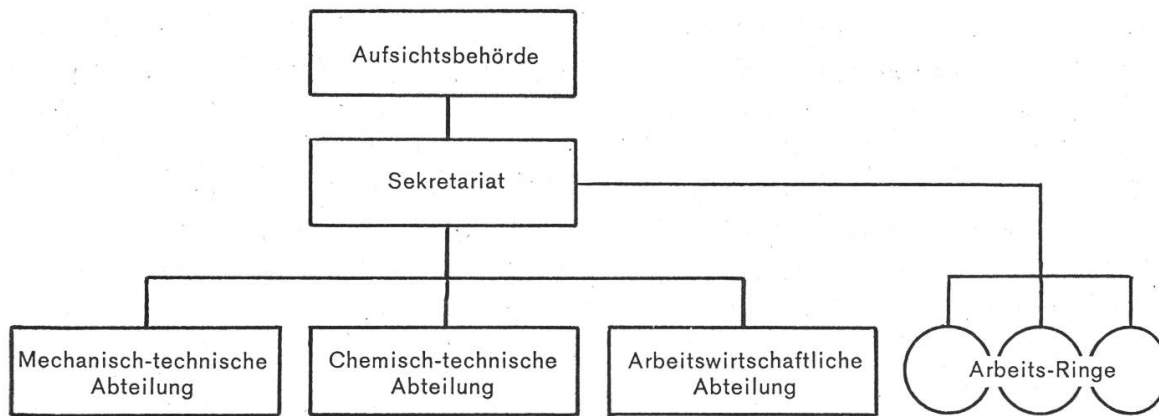 Aufsichtsbehörde
Sekretariat
Mechanisch-technische
Abteilung
Chemisch-technische
Abteilung
Arbeitswirtschaftliche
Abteilung
Arbeits-Ringe